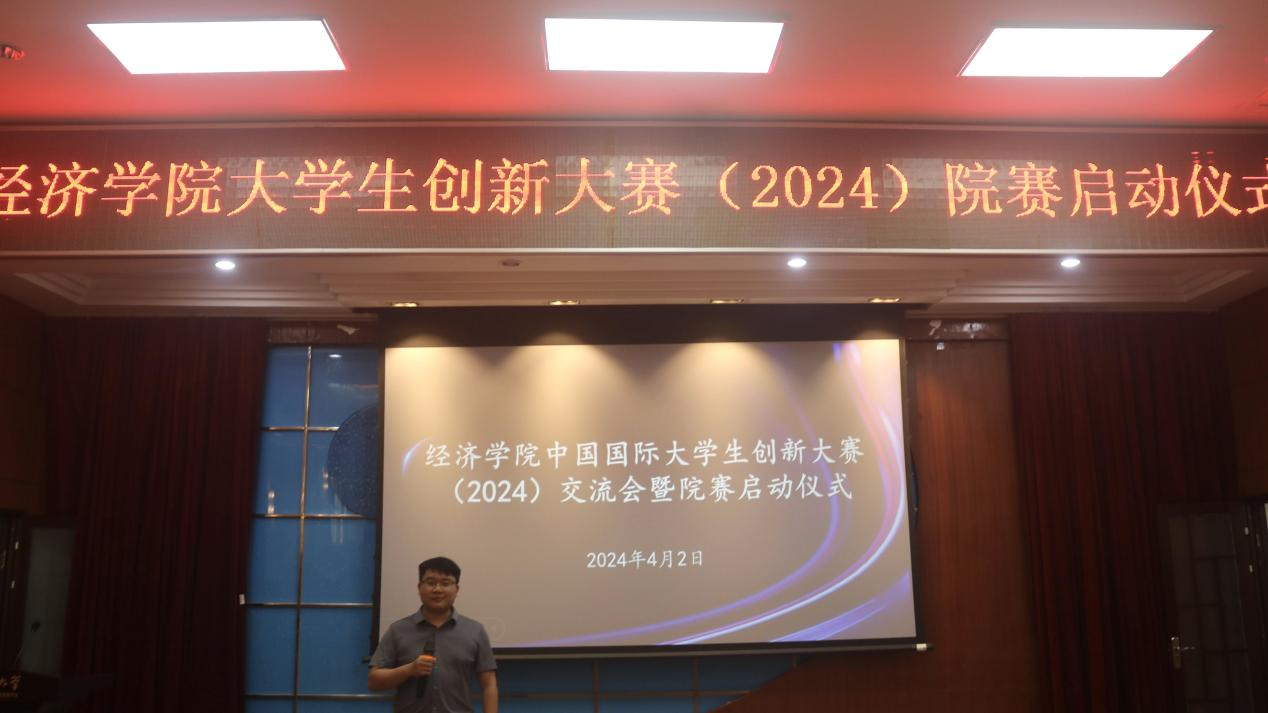 经济学院大学生创新大赛（2024）院赛启动仪式
经济学院中国国际大学生创新大赛
（2024）交流会暨院赛启动仪式
2024年4月2日
大学